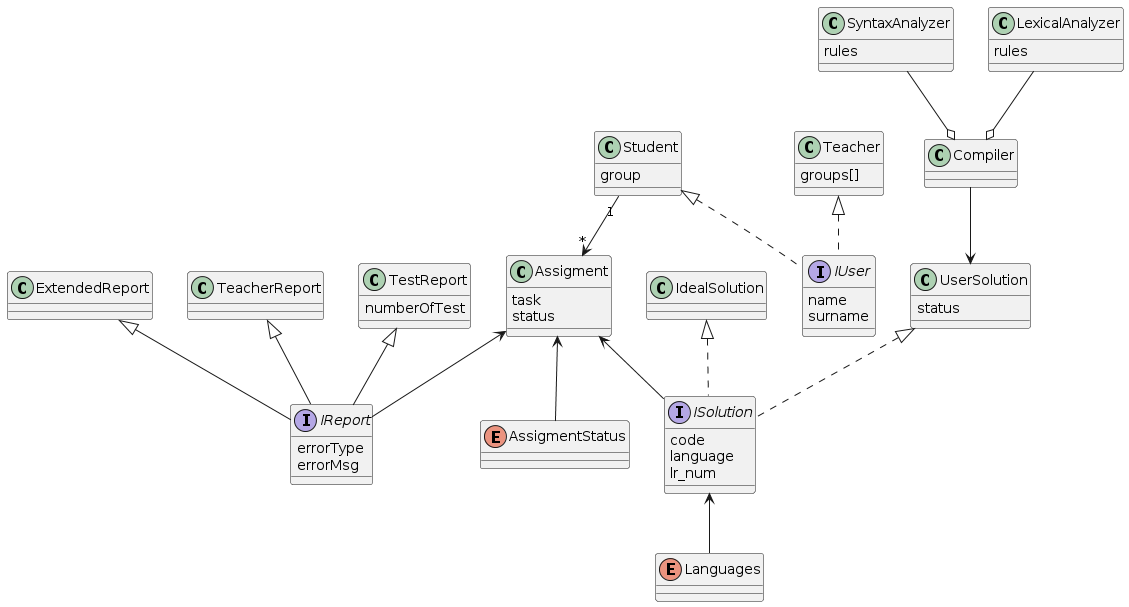 C SyntaxAnalyzer
rules
C LexicalAnalyzer
rules
C Student
group
C Teacher
groups[]
C Compiler
1
*
C ExtendedReport
C TeacherReport
C TestReport
numberOfTest
C Assigment
task
status
C IdealSolution
I IUser
name
surname
C UserSolution
status
I IReport
errorType
errorMsg
E AssigmentStatus
I ISolution
code
language
lr_num
E Languages